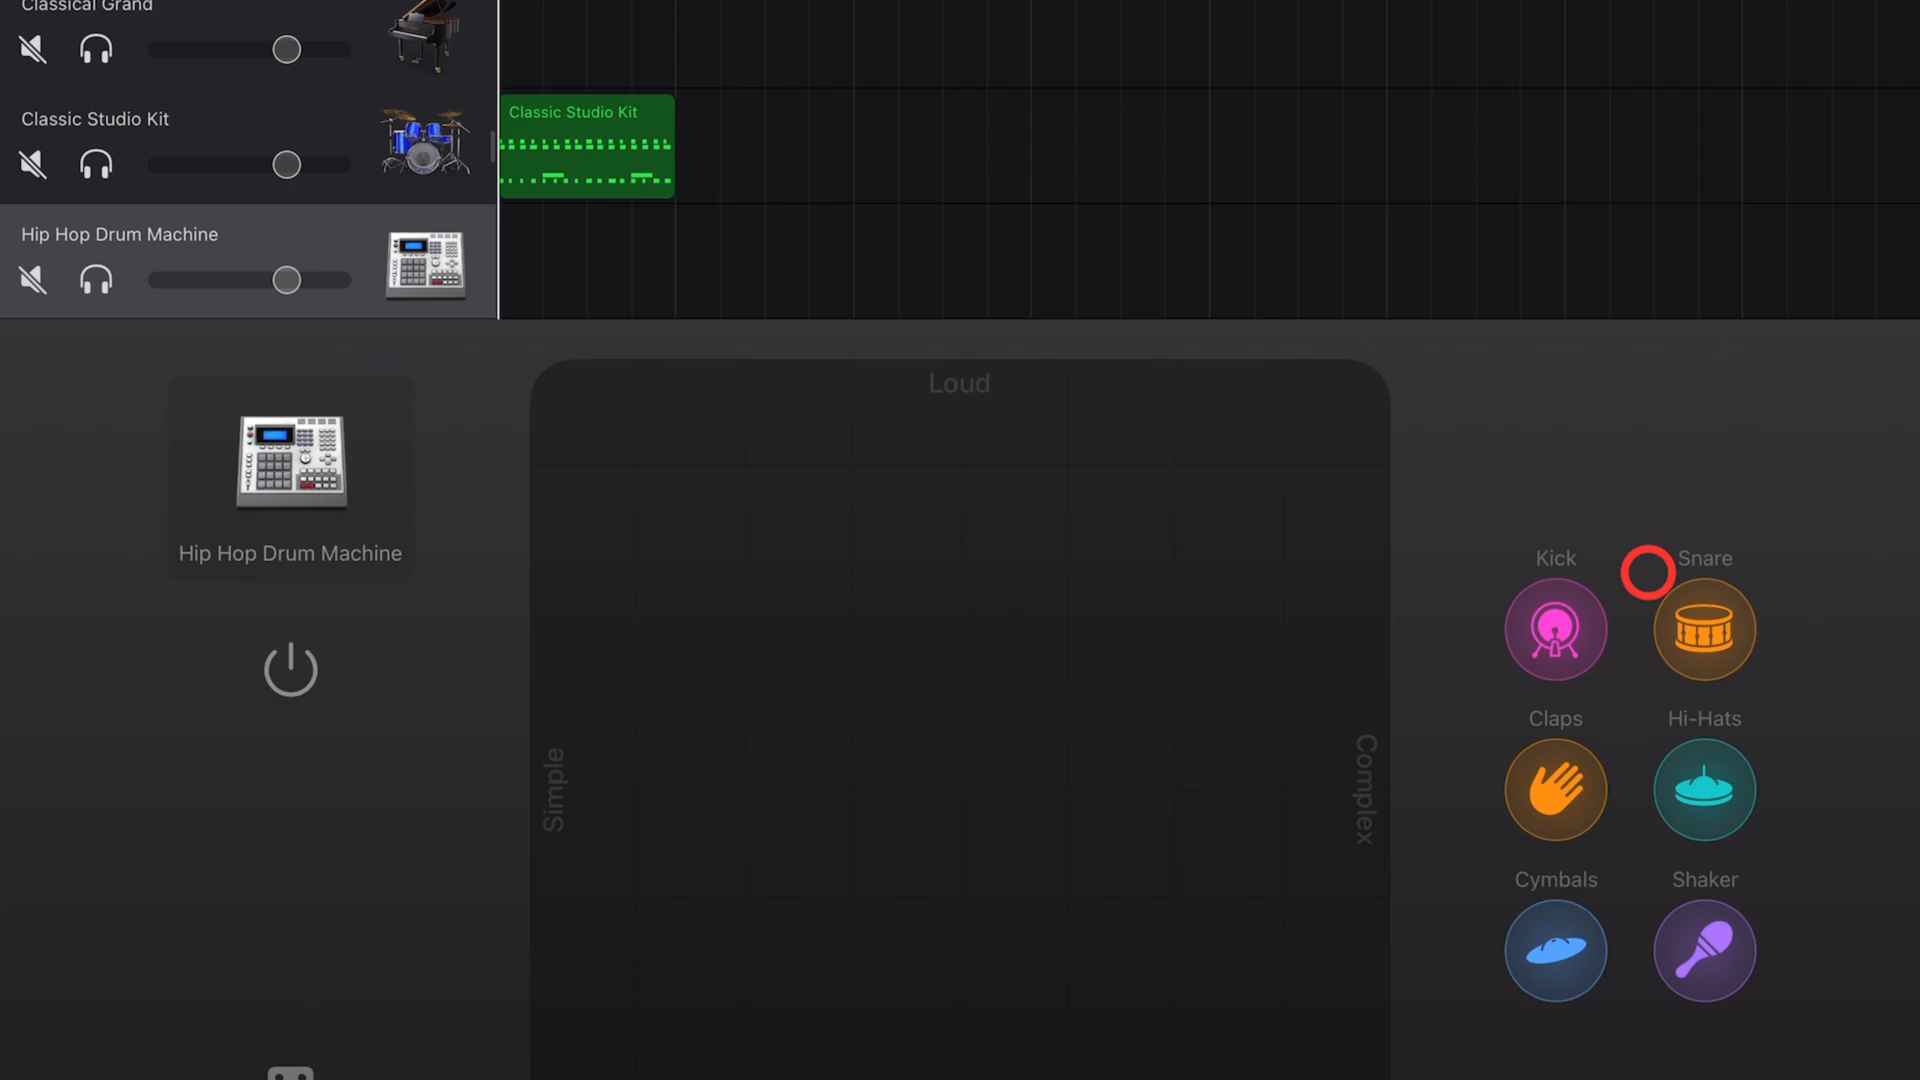 Classical Grand
Classic Studio Kit
Classic Studio Kit
Hip Hop Drum Machine
Loud
Hip Hop Drum Machine
Simple
Complex
Kick
Snare
Claps
Hi-Hats
Cymbals
Shaker